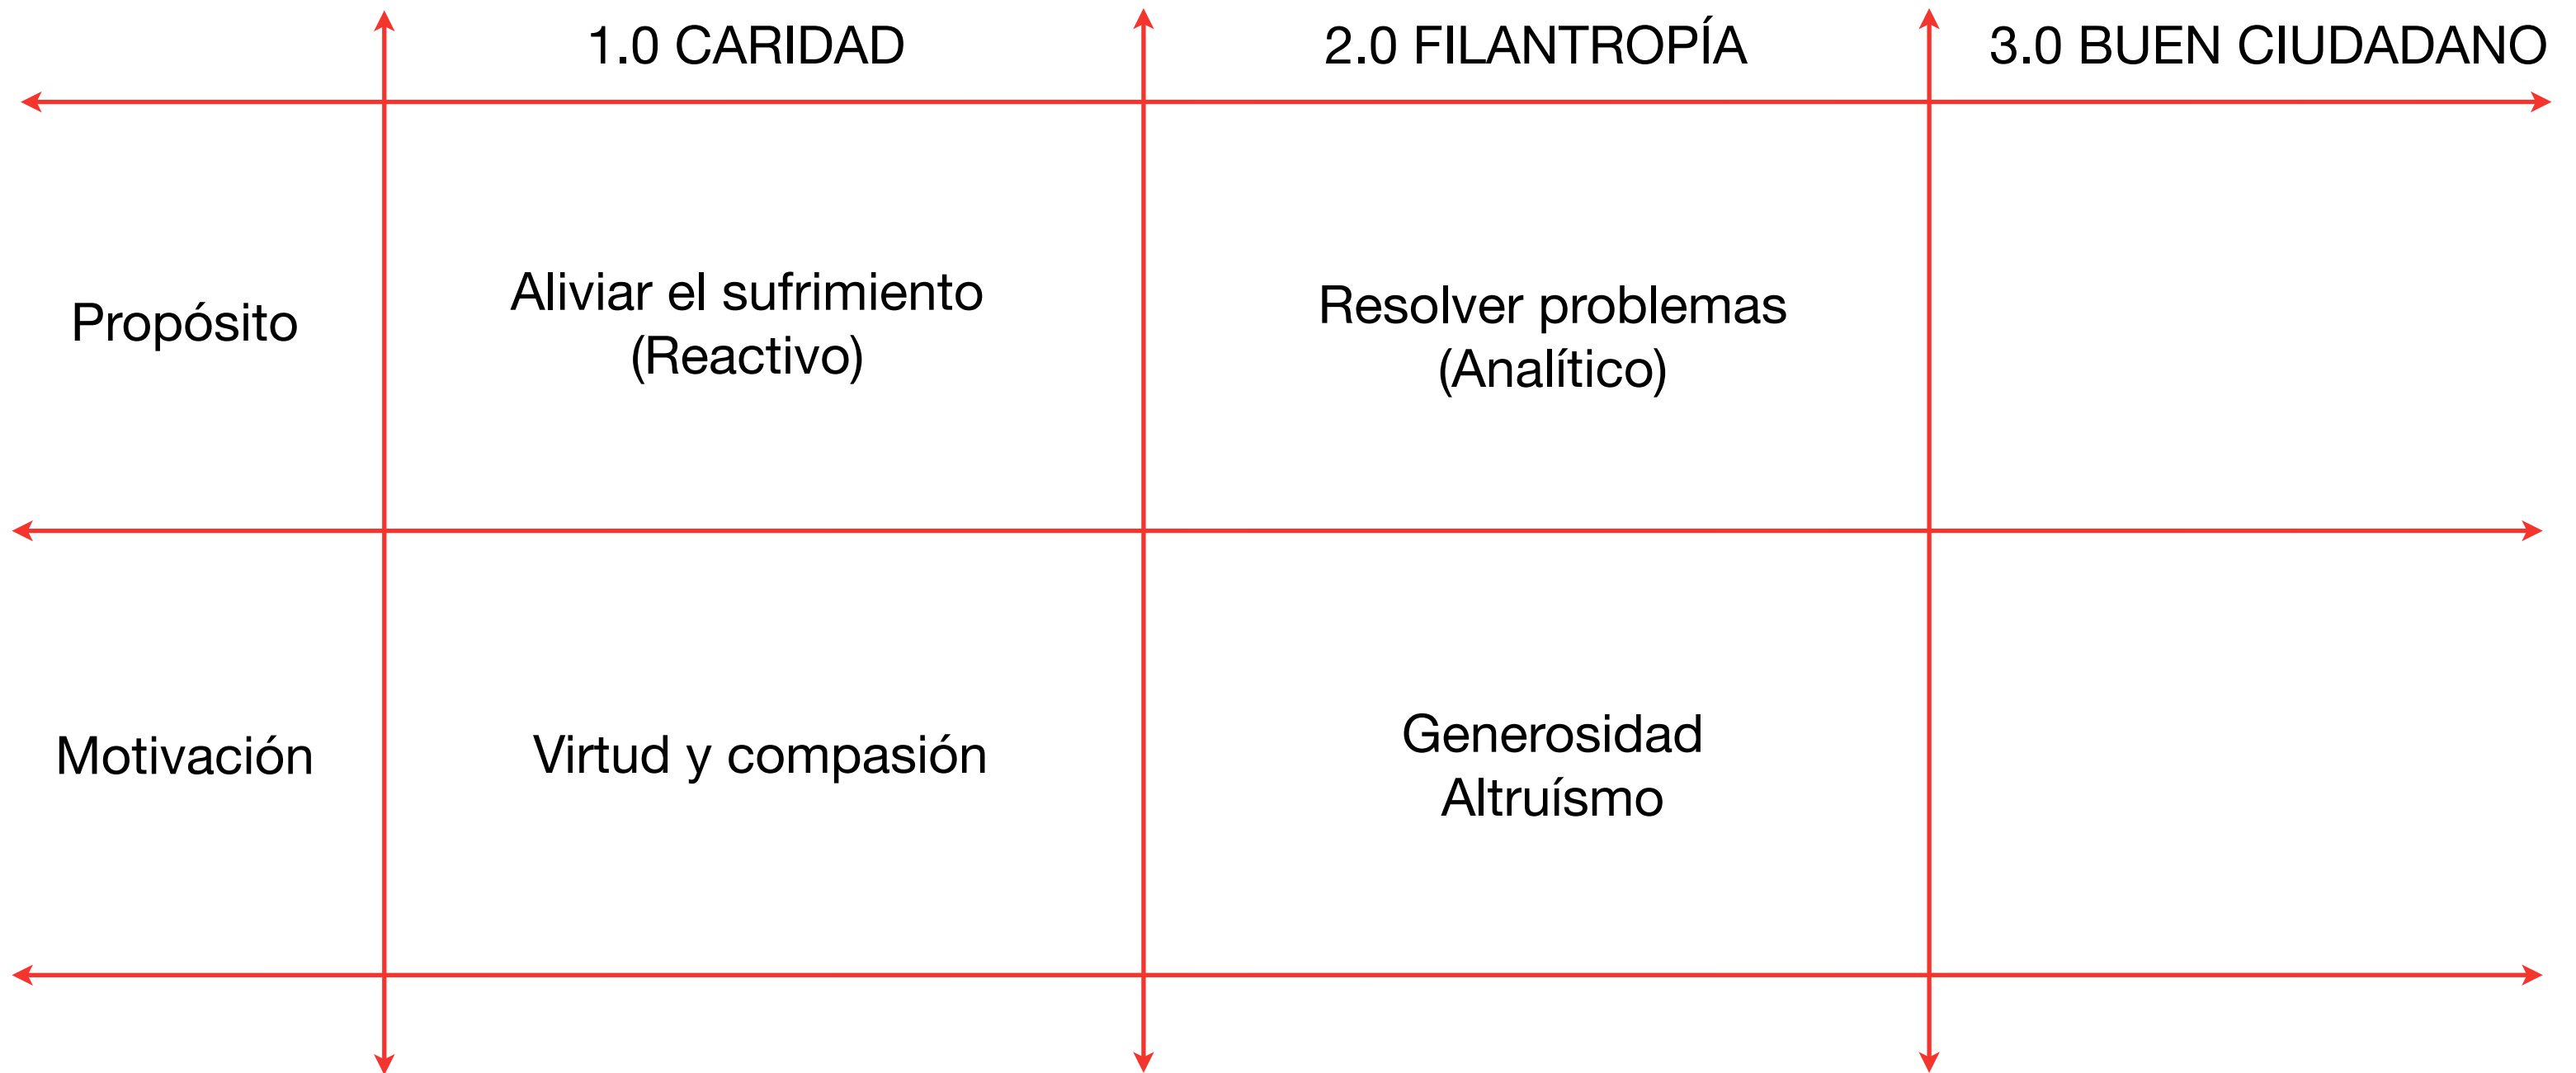 1.0 CARIDAD
2.0 FILANTROPÍA
3.0 BUEN CIUDADANO
Propósito
Aliviar el sufrimiento
(Reactivo)
Resolver problemas
(Analítico)
Motivación
Virtud y compasión
Generosidad
Altruísmo